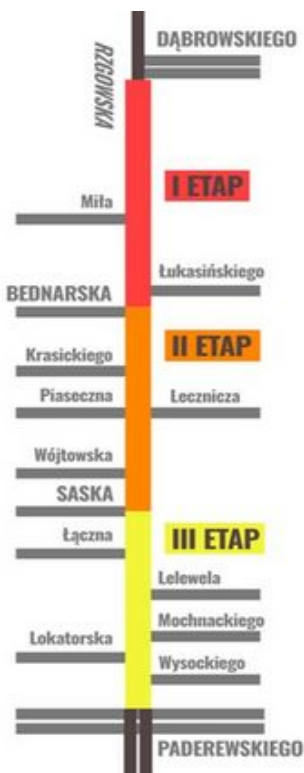 DĄBROWSKIEGO
RZGOWSKA
I ETAP
Miła
Łukasińskiego
BEDNARSKA
II ETAP
Krasickiego
Piaseczna
Lecznicza
Wójtowska
SASKA
Łączna
III ETAP
Lelewela
Mochnackiego
Lokatorska
Wysockiego
PADEREWSKIEGO